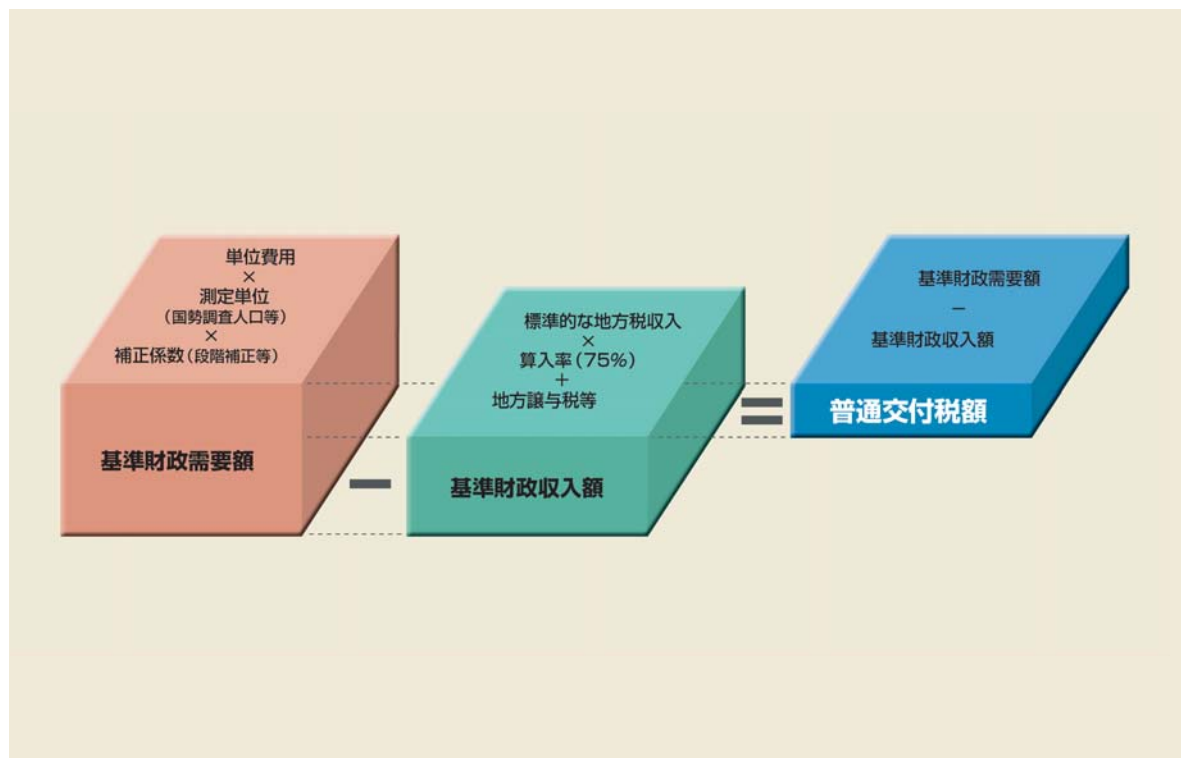 単位費用
×
測定単位
（国勢調査人口等）
×
補正係数（段階補正等）
基準財政需要額
－
標準的な地方税収入
×
算入率（75％）
＋
地方譲与税等
基準財政収入額
＝
基準財政需要額
－
基準財政収入額
普通交付税額